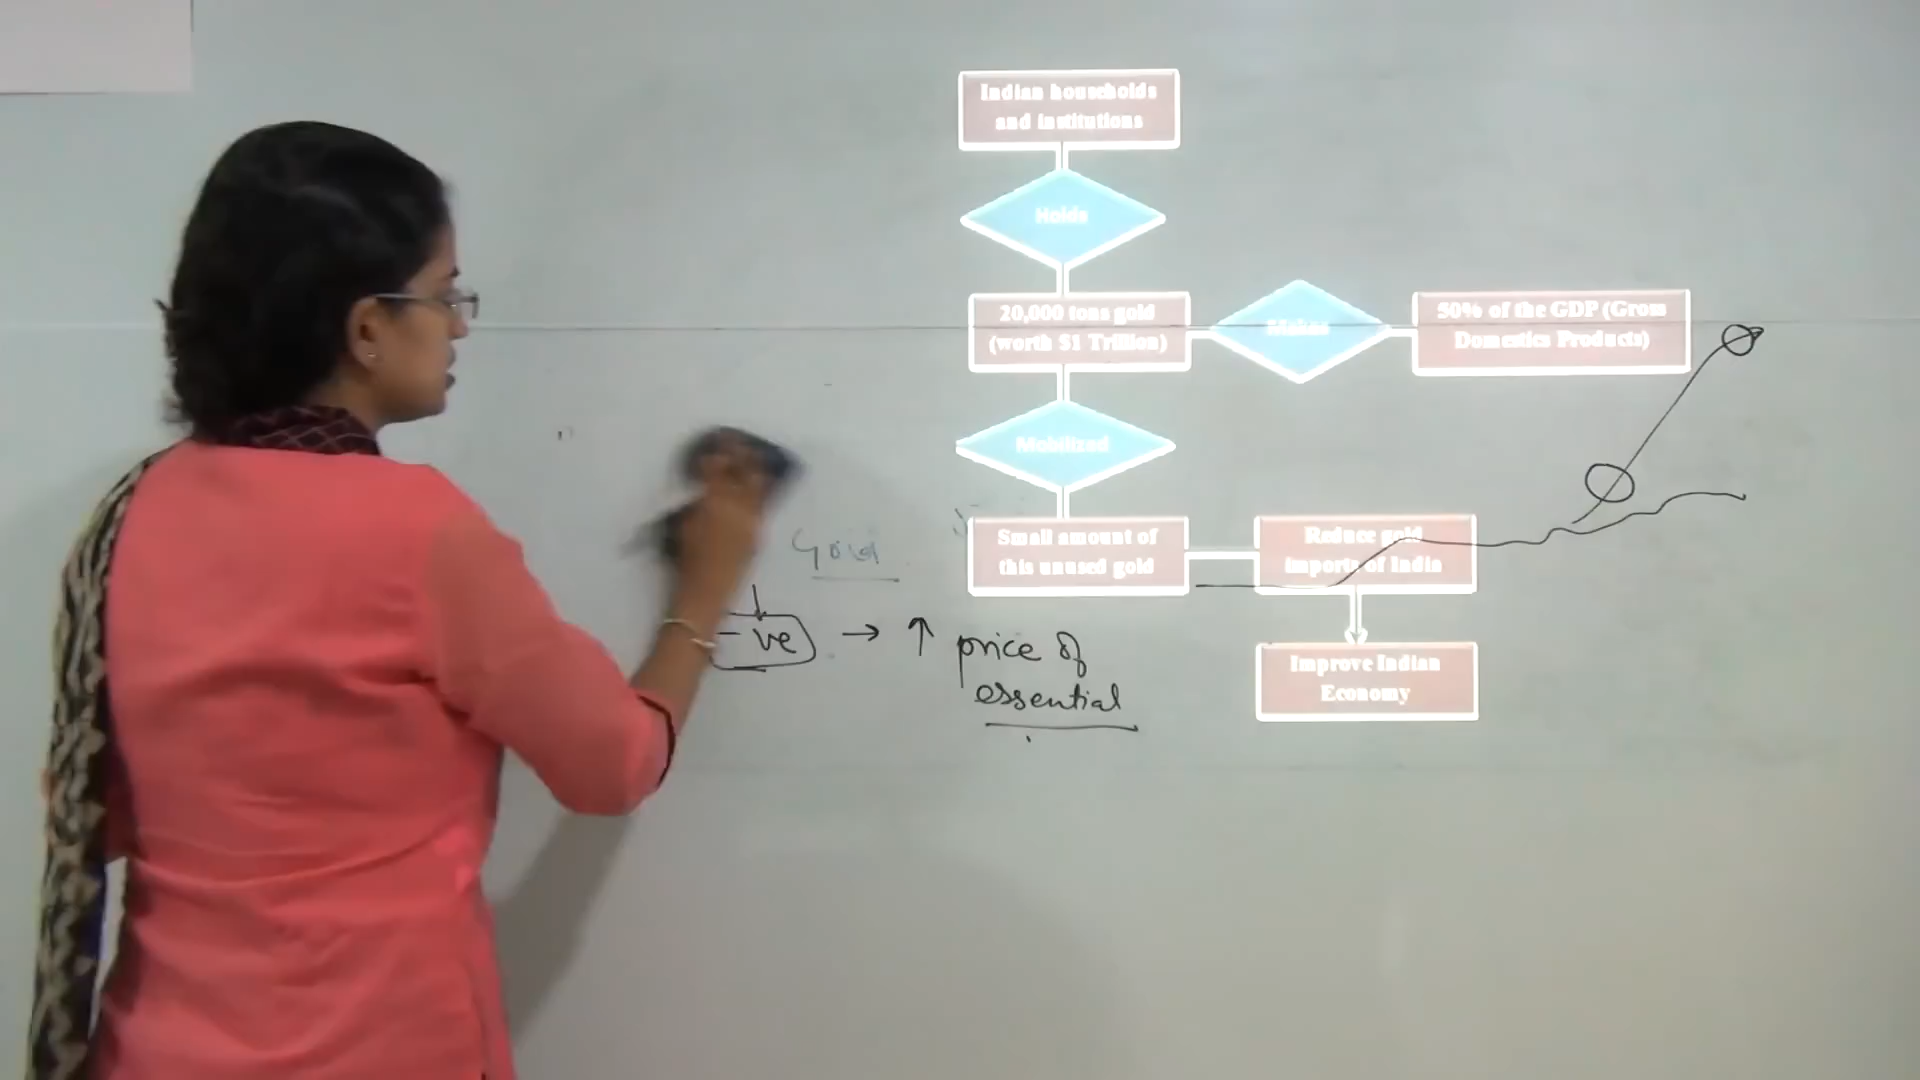 Indian households
and institutions
Holds
20,000 tons gold
(worth $1 Trillion)
Makes
50% of the GDP (Gross
Domestics Products)
Mobilized
Small amount of
this unused gold
Reduce gold
imports of India
Improve Indian
Economy
Gold
- ve → ↑ price of
essential